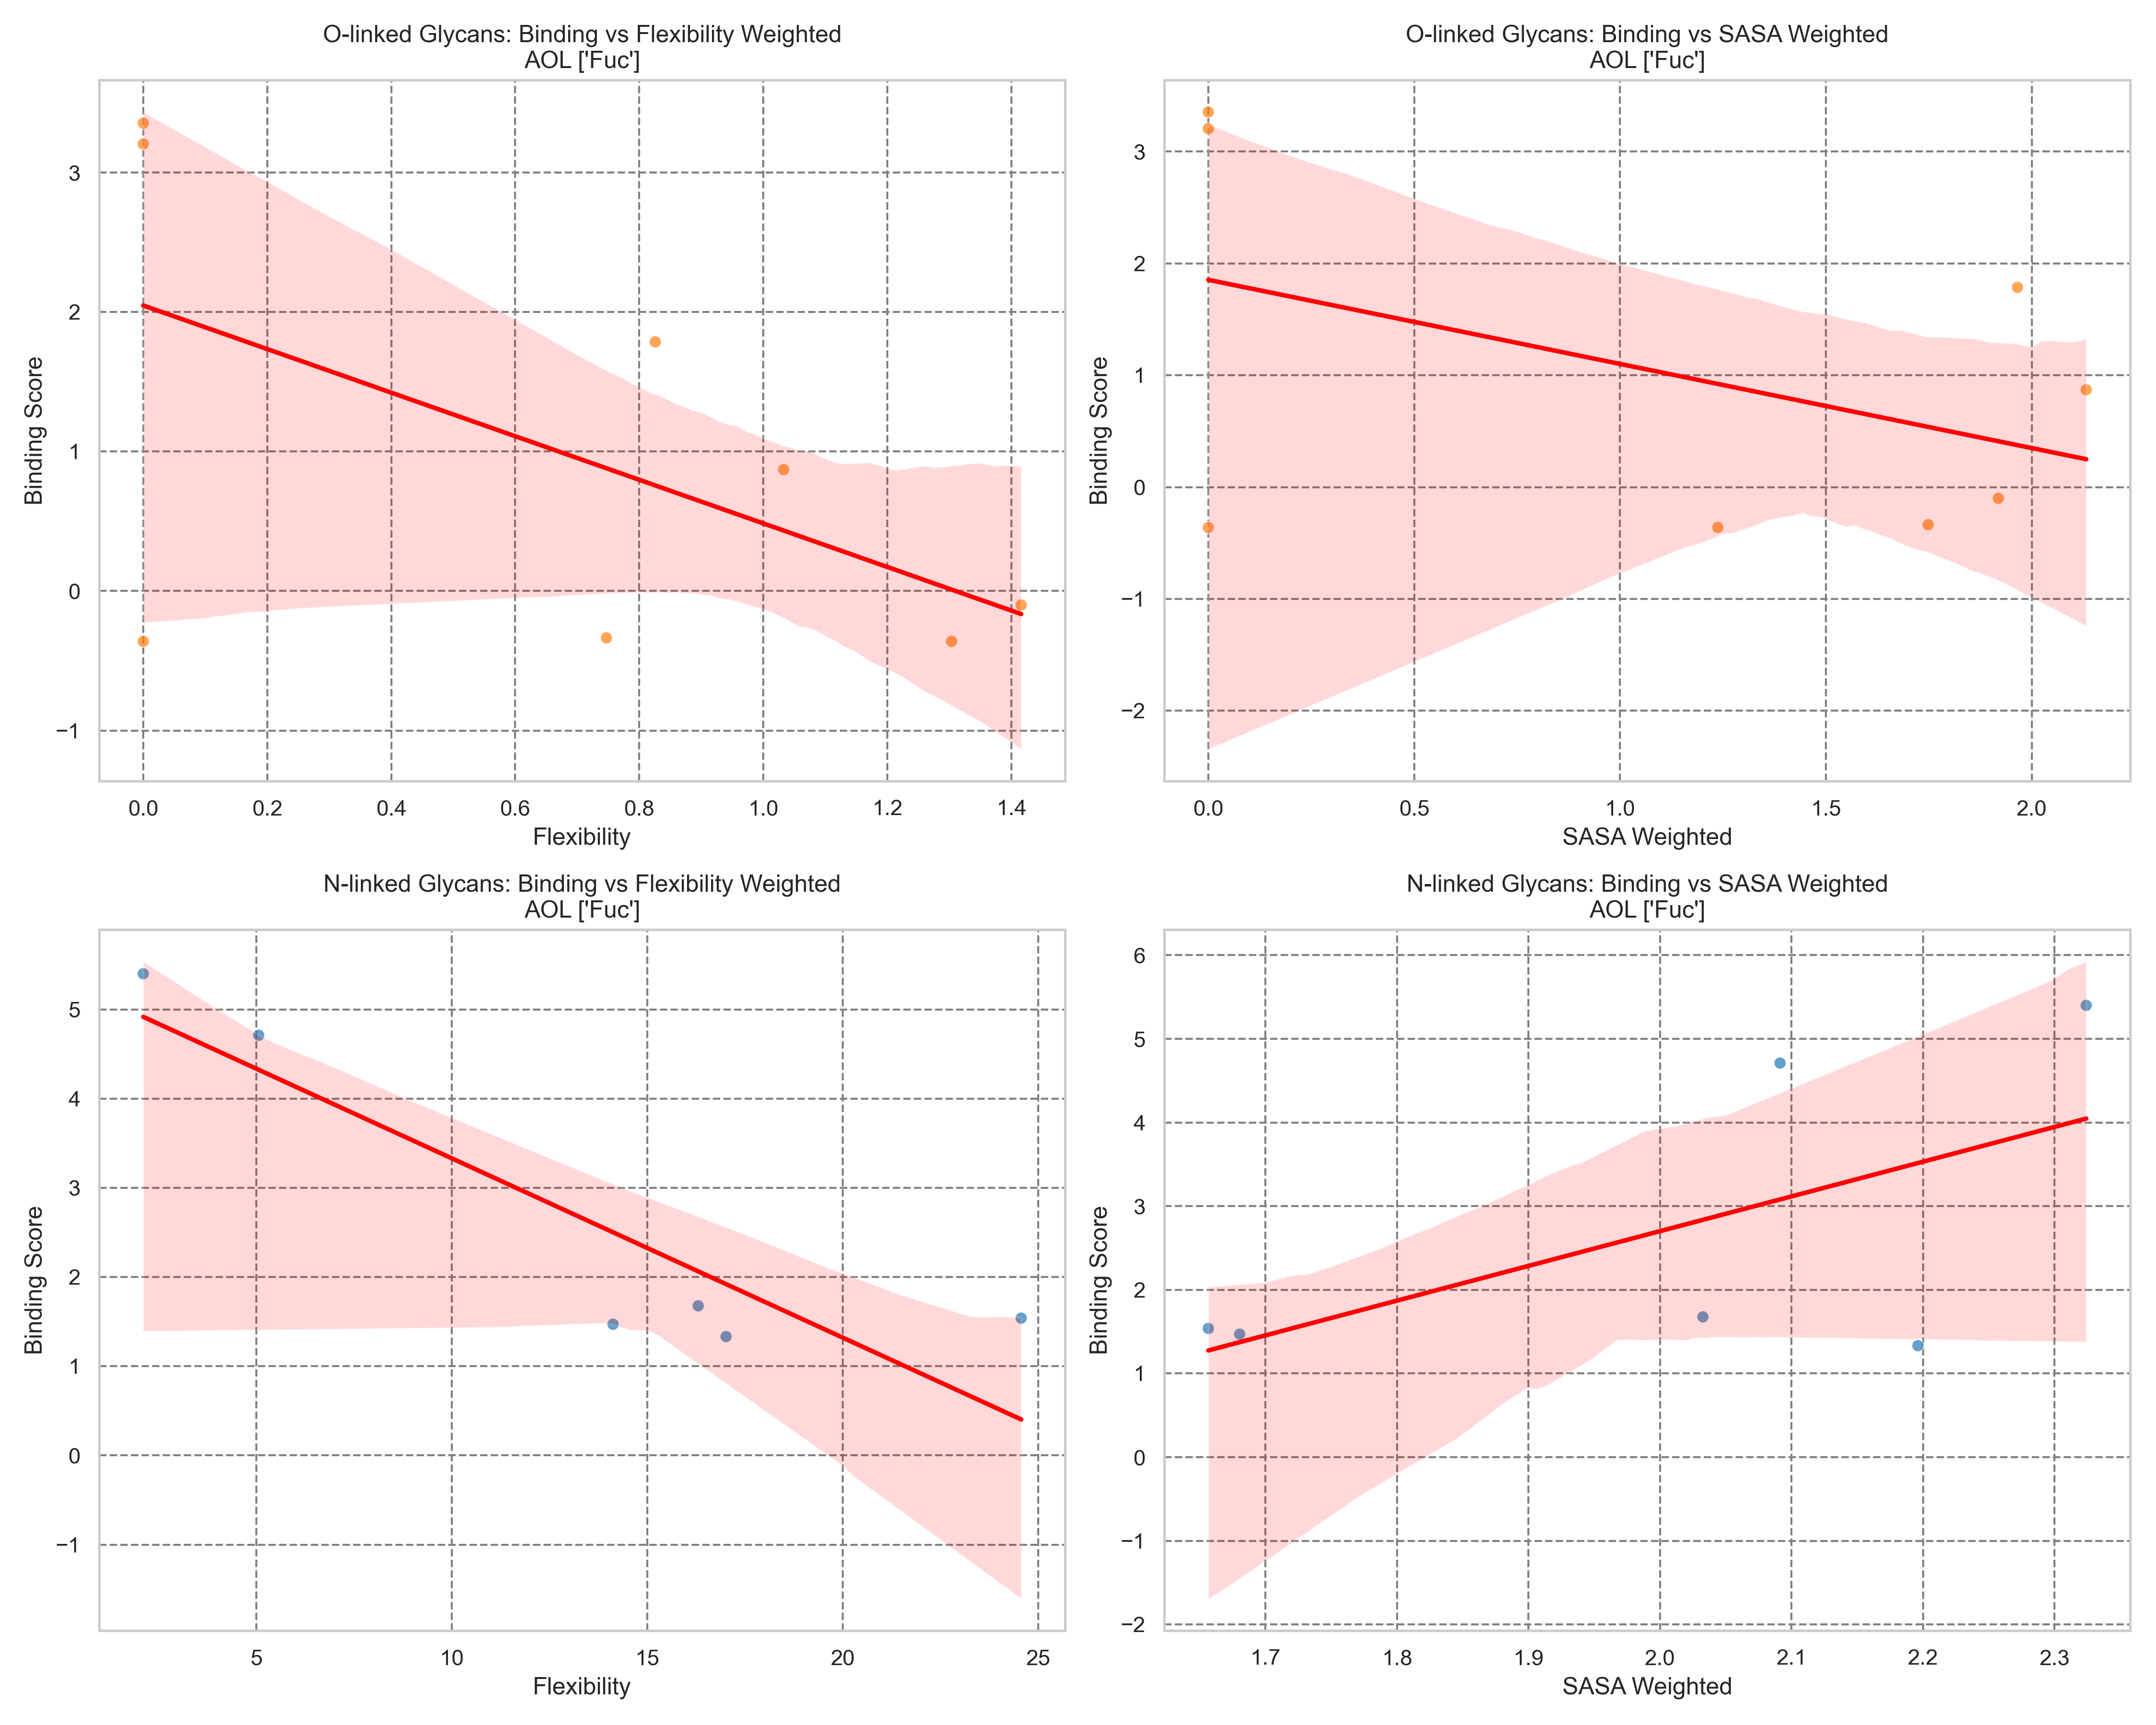 O-linked Glycans: Binding vs Flexibility Weighted
AOL ['Fuc']
Binding Score
3
2
1
0
−1
0.0 0.2 0.4 0.6 0.8 1.0 1.2 1.4
Flexibility
O-linked Glycans: Binding vs SASA Weighted
AOL ['Fuc']
Binding Score
3
2
1
0
−1
−2
0.0 0.5 1.0 1.5 2.0
SASA Weighted
N-linked Glycans: Binding vs Flexibility Weighted
AOL ['Fuc']
Binding Score
5
4
3
2
1
0
−1
5 10 15 20 25
Flexibility
N-linked Glycans: Binding vs SASA Weighted
AOL ['Fuc']
Binding Score
6
5
4
3
2
1
0
−1
−2
1.7 1.8 1.9 2.0 2.1 2.2 2.3
SASA Weighted